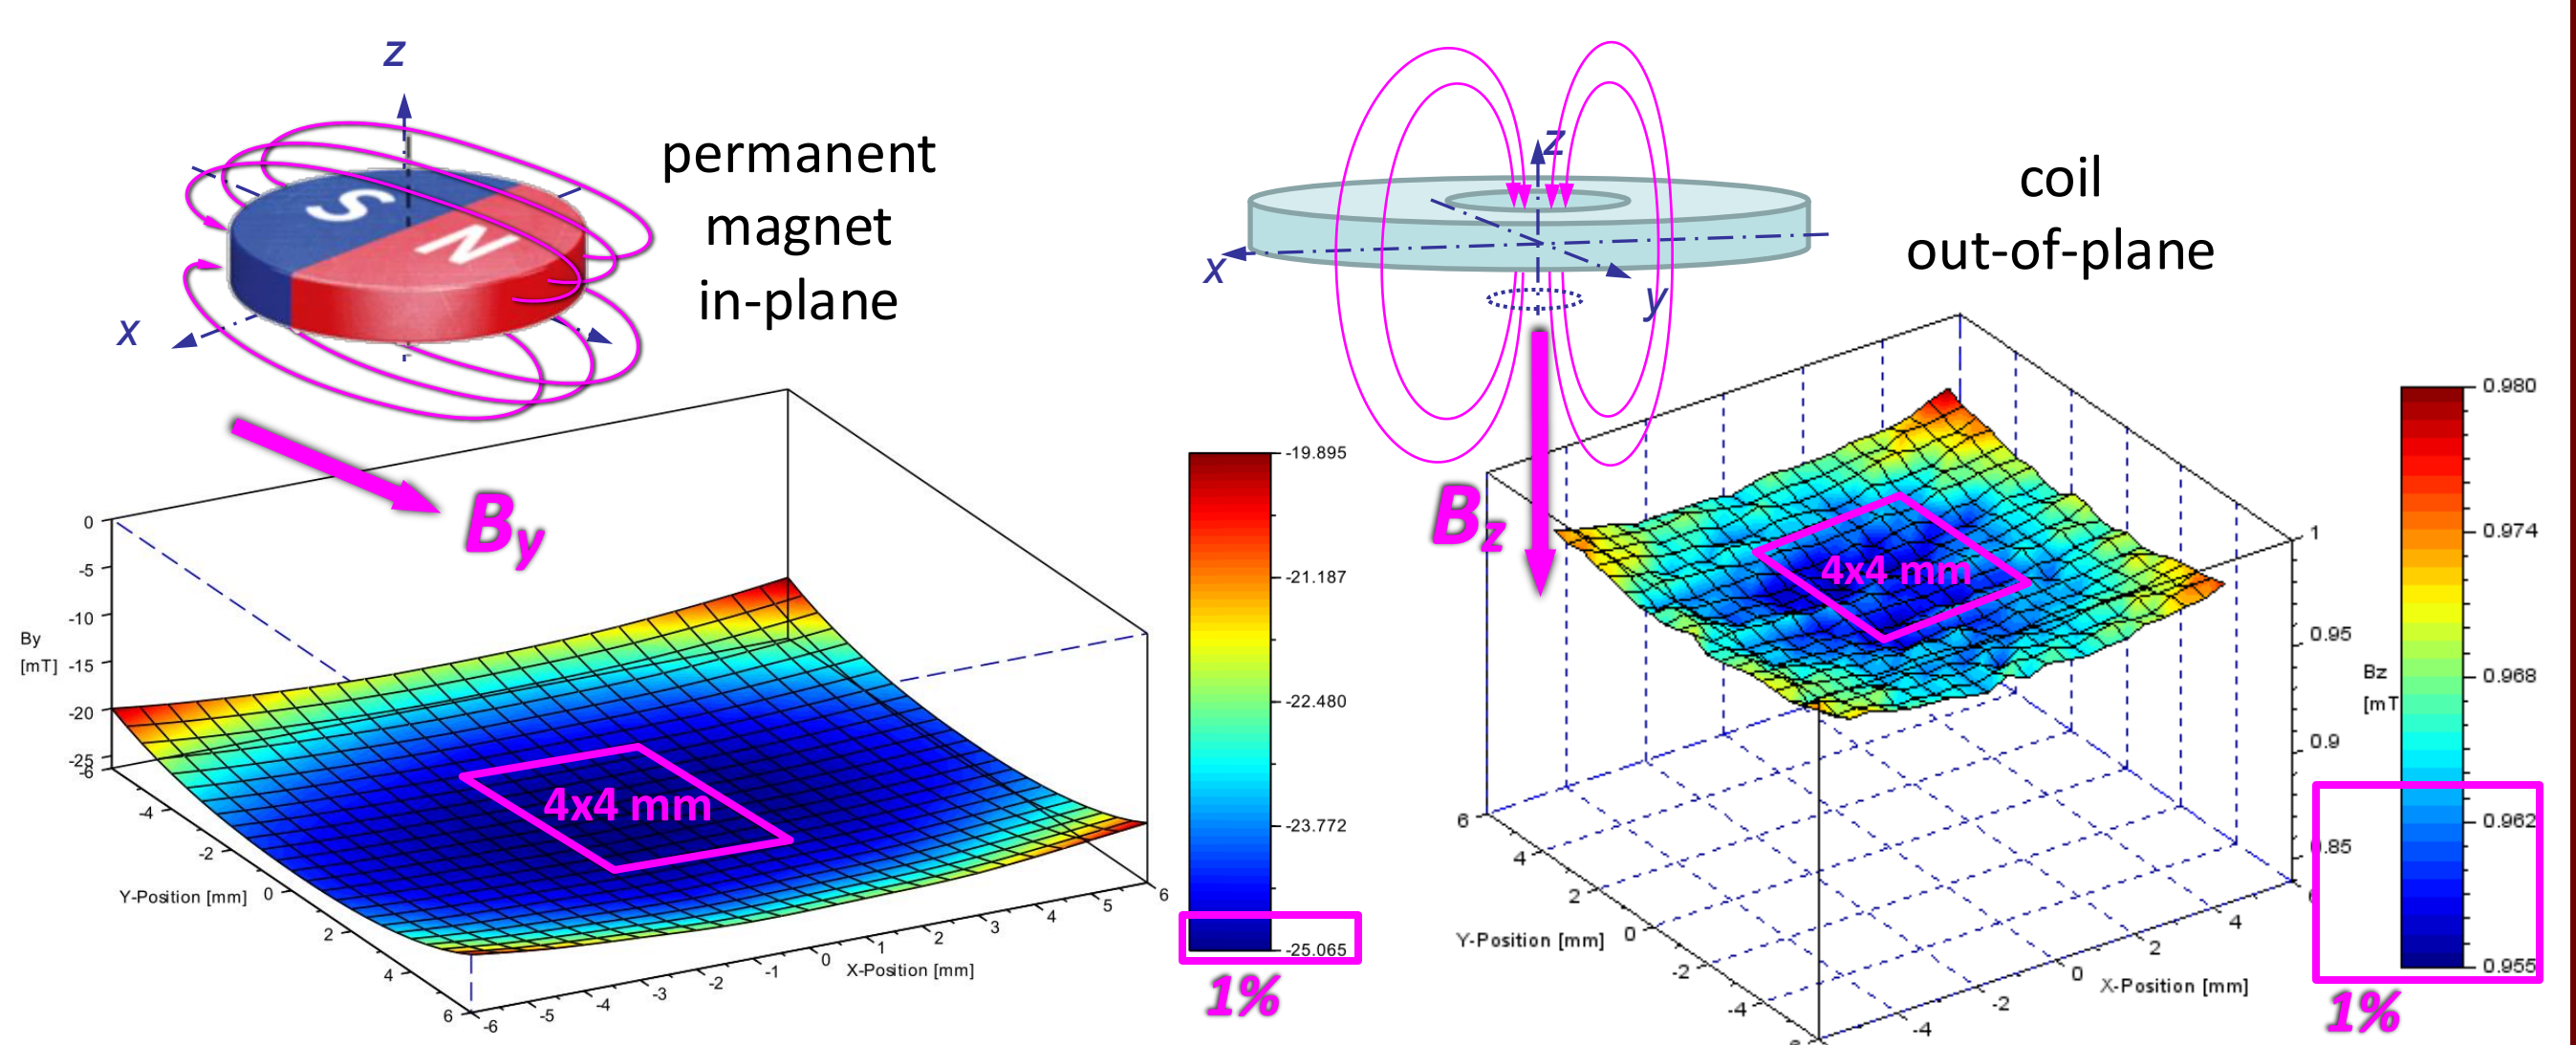 z
S
N
x
permanent
magnet
in-plane
By
0
-5
-10
-15
-20
-25
By
[mT]
-6
-4
-2
0
2
4
6
Y-Position [mm]
-6
-5
-4
-3
-2
-1
0
1
2
3
4
5
6
X-Position [mm]
4x4 mm
-19.895
-21.187
-22.480
-23.772
-25.065
1%
z
x
y
coil
out-of-plane
Bz
4x4 mm
1
0.95
0.9
0.85
Bz
[mT
6
4
2
0
-2
-4
Y-Position [mm]
-4
-2
0
2
4
X-Position [mm]
0.980
0.974
0.968
0.962
0.955
1%